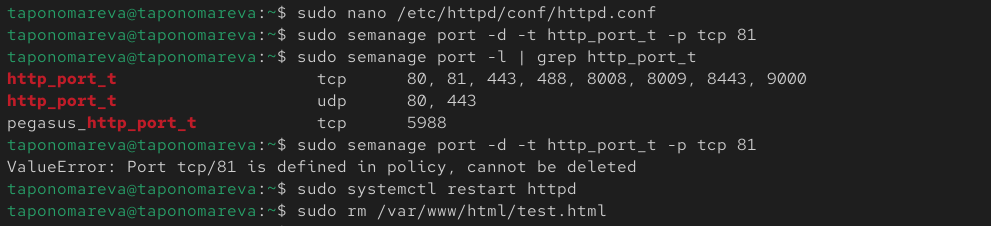 taponomareva@taponomareva:~$ sudo nano /etc/httpd/conf/httpd.conf
taponomareva@taponomareva:~$ sudo semanage port -d -t http_port_t -p tcp 81
taponomareva@taponomareva:~$ sudo semanage port -l | grep http_port_t
http_port_t                    tcp      80, 81, 443, 488, 8008, 8009, 8443, 9000
http_port_t                    udp      80, 443
pegasus_http_port_t            tcp      5988
taponomareva@taponomareva:~$ sudo semanage port -d -t http_port_t -p tcp 81
ValueError: Port tcp/81 is defined in policy, cannot be deleted
taponomareva@taponomareva:~$ sudo systemctl restart httpd
taponomareva@taponomareva:~$ sudo rm /var/www/html/test.html